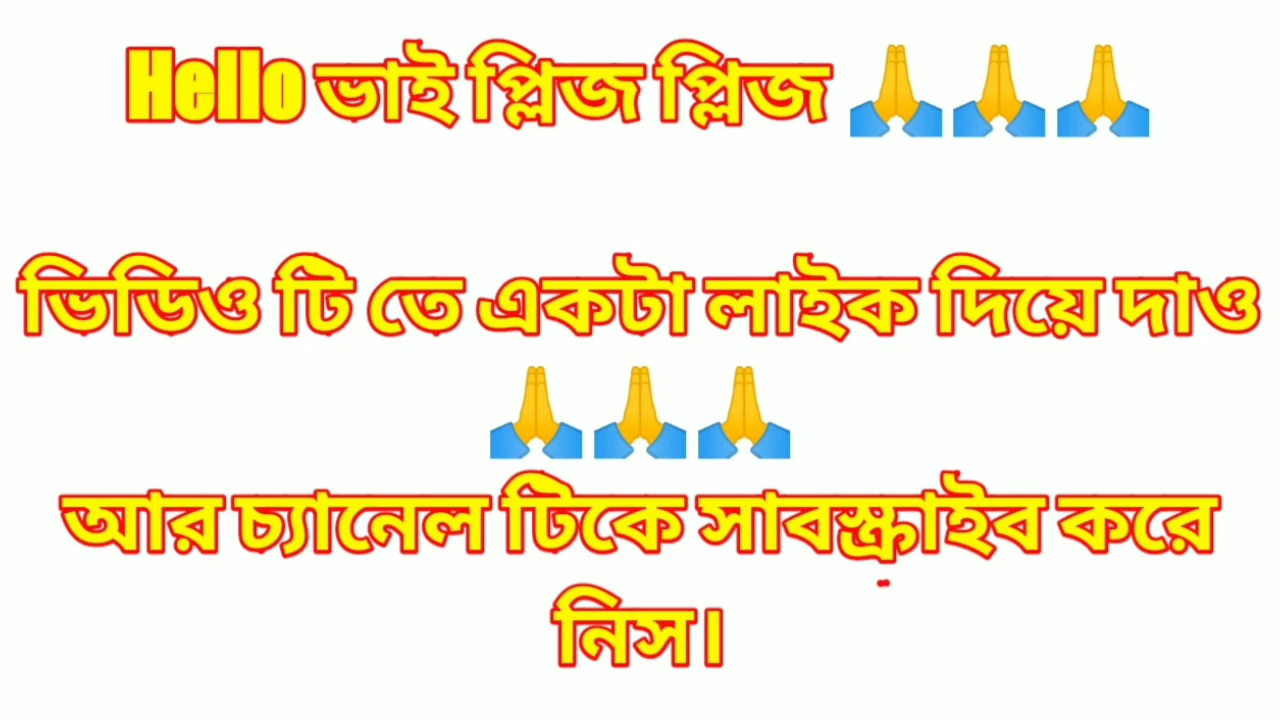 Hello ভাই প্লিজ প্লিজ 🙏🙏🙏
ভিডিও টি তে একটা লাইক দিয়ে দাও
🙏🙏🙏
আর চ্যানেল টিকে সাবস্ক্রাইব করে
নিস।